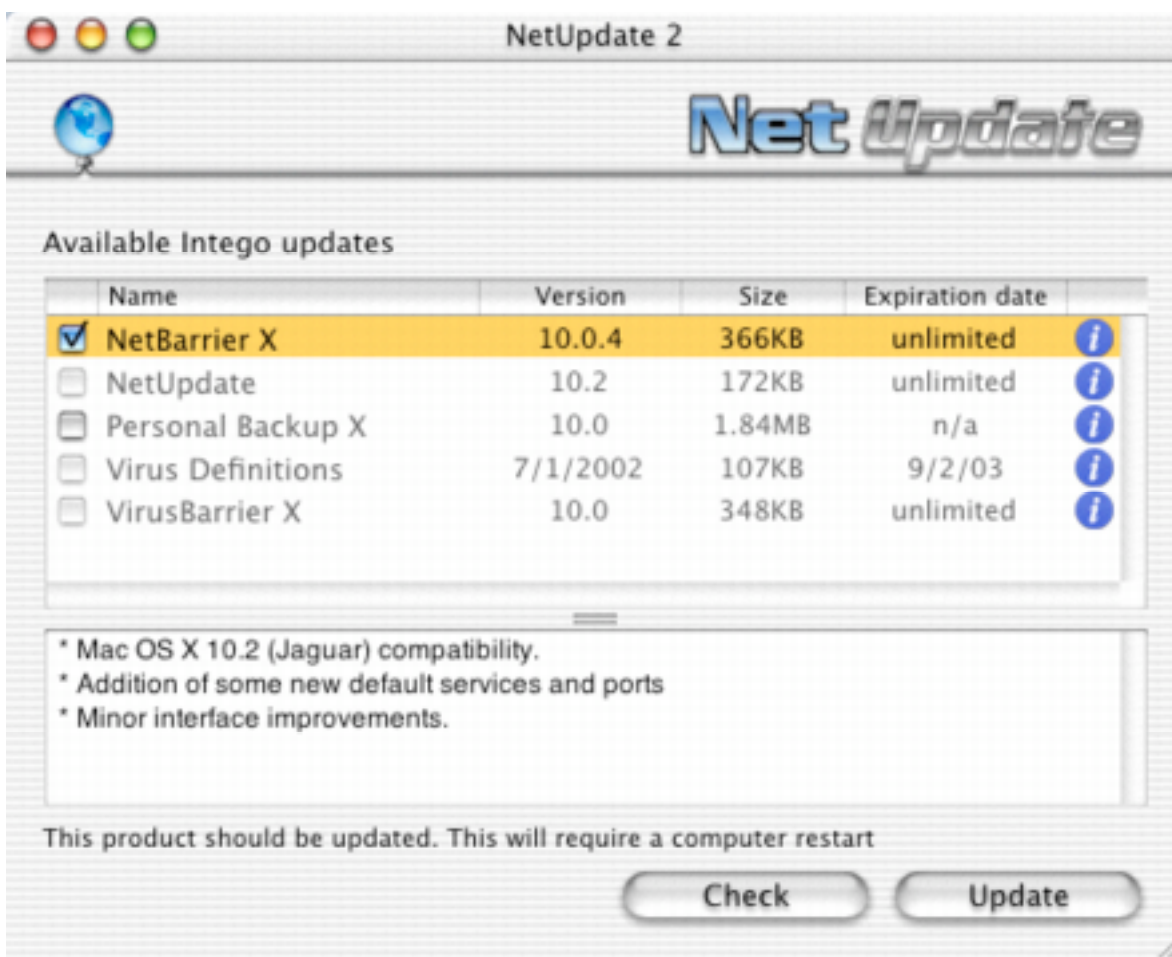 NetUpdate 2
Net Update
Available Intego updates
Name Version Size Expiration date
NetBarrier X 10.0.4 366KB unlimited i
NetUpdate 10.2 172KB unlimited i
Personal Backup X 10.0 1.84MB n/a i
Virus Definitions 7/1/2002 107KB 9/2/03 i
VirusBarrier X 10.0 348KB unlimited i
* Mac OS X 10.2 (Jaguar) compatibility.
* Addition of some new default services and ports
* Minor interface improvements.
This product should be updated. This will require a computer restart
Check Update